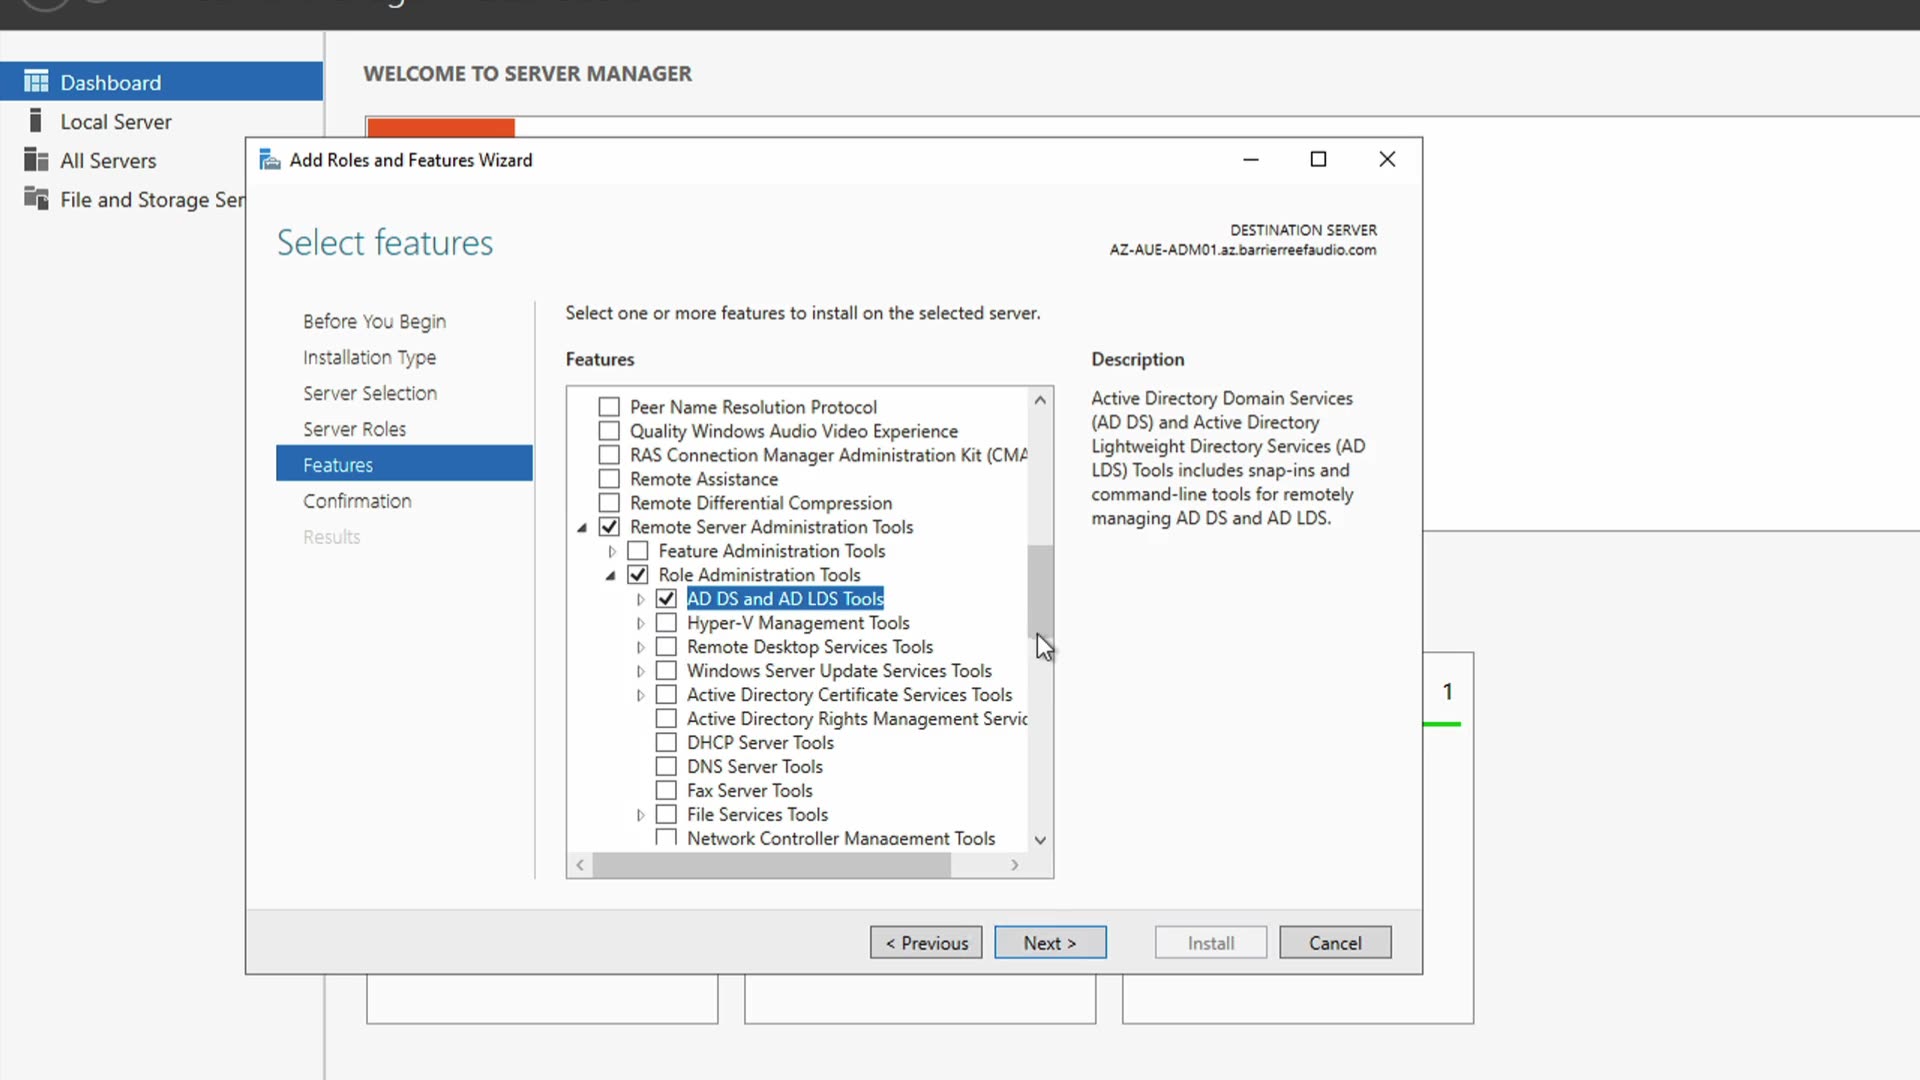 Dashboard
WELCOME TO SERVER MANAGER
Local Server
All Servers
File and Storage Ser
Add Roles and Features Wizard
Select features
DESTINATION SERVER
AZ-AUE-ADM01.az.barrierreefaudio.com
Before You Begin
Installation Type
Server Selection
Server Roles
Features
Confirmation
Results
Select one or more features to install on the selected server.
Features
Peer Name Resolution Protocol
Quality Windows Audio Video Experience
RAS Connection Manager Administration Kit (CMA
Remote Assistance
Remote Differential Compression
Remote Server Administration Tools
Feature Administration Tools
Role Administration Tools
AD DS and AD LDS Tools
Hyper-V Management Tools
Remote Desktop Services Tools
Windows Server Update Services Tools
Active Directory Certificate Services Tools
Active Directory Rights Management Servic
DHCP Server Tools
DNS Server Tools
Fax Server Tools
File Services Tools
Network Controller Management Tools
Description
Active Directory Domain Services
(AD DS) and Active Directory
Lightweight Directory Services (AD
LDS) Tools includes snap-ins and
command-line tools for remotely
managing AD DS and AD LDS.
1
< Previous
Next >
Install
Cancel